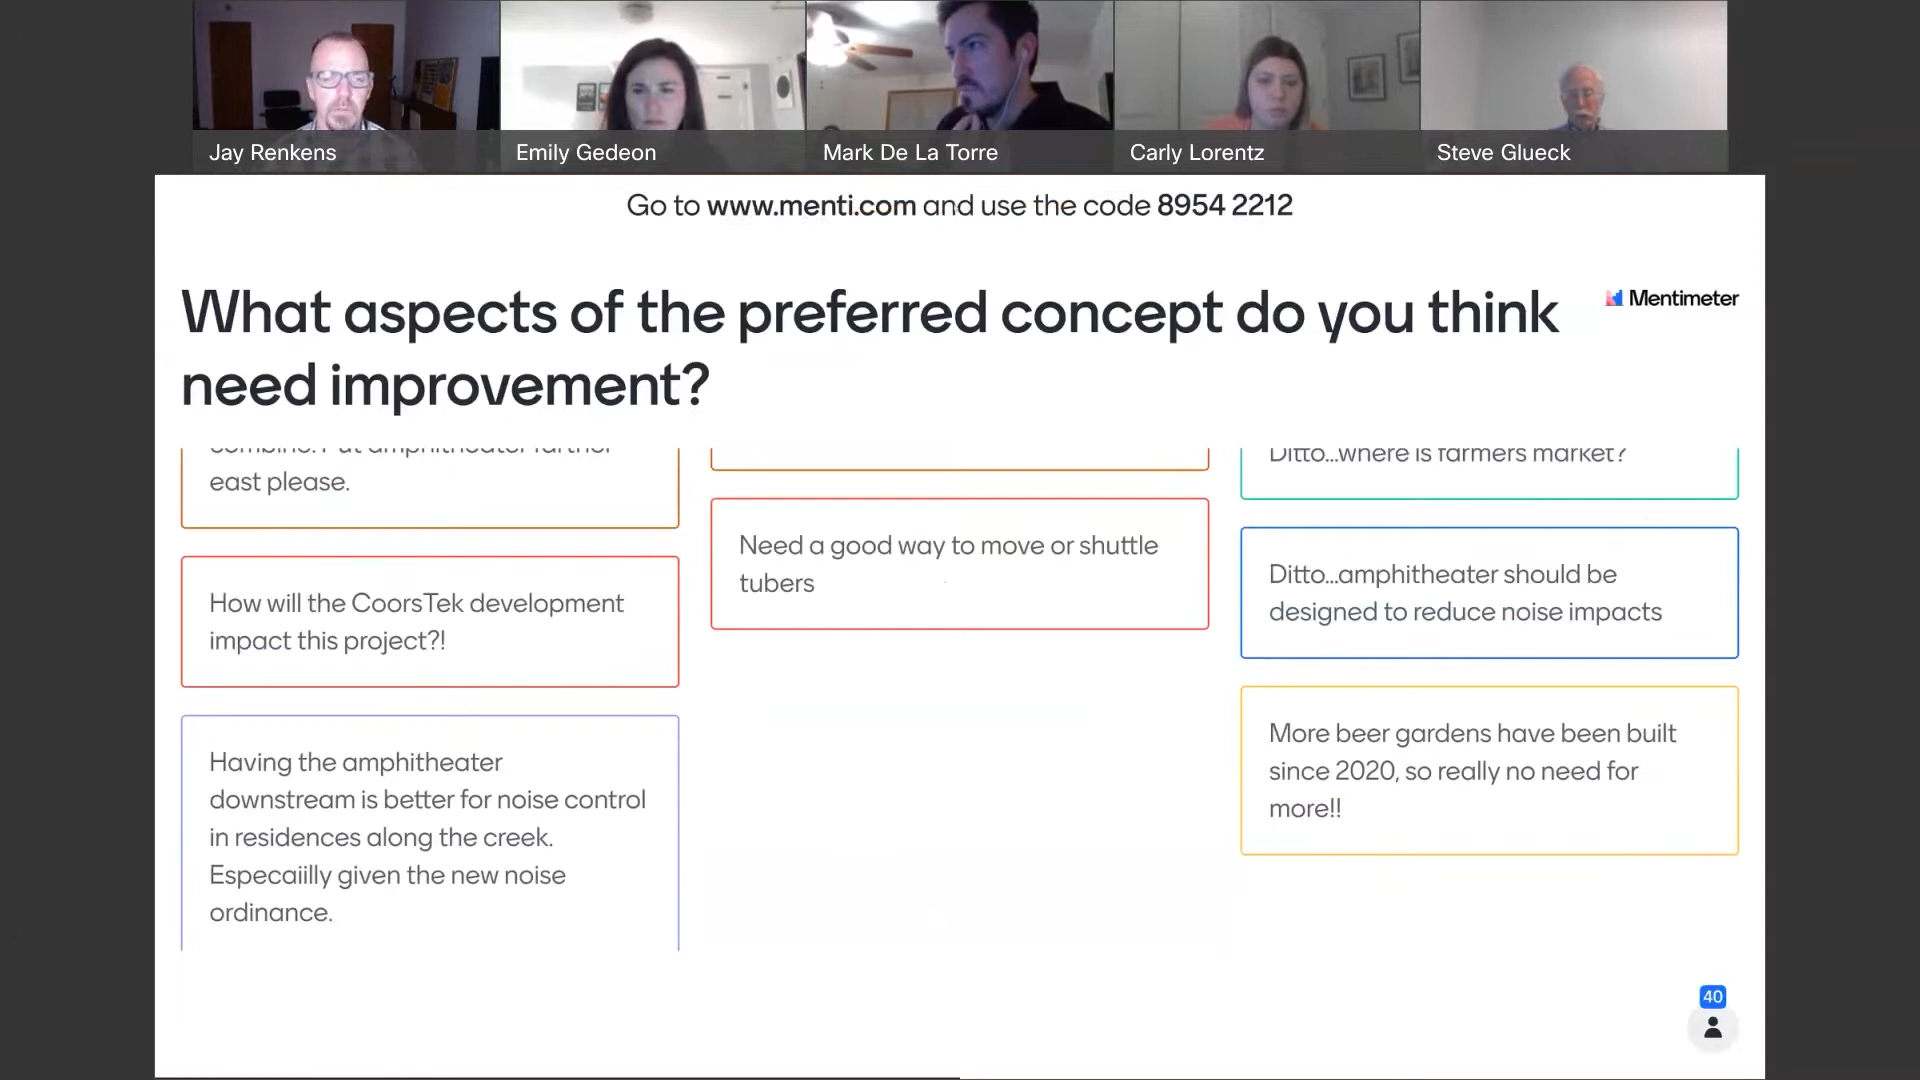 Jay Renkens
Emily Gedeon
Mark De La Torre
Carly Lorentz
Steve Glueck
Go to www.menti.com and use the code 8954 2212
What aspects of the preferred concept do you think
need improvement?
Mentimeter
combine. Put amphitheater farther
east please.
How will the CoorsTek development
impact this project?!
Having the amphitheater
downstream is better for noise control
in residences along the creek.
Especaiilly given the new noise
ordinance.
Need a good way to move or shuttle
tubers
Ditto...where is farmers market?
Ditto...amphitheater should be
designed to reduce noise impacts
More beer gardens have been built
since 2020, so really no need for
more!!
40